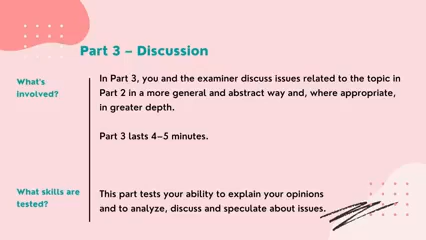 Part 3 – Discussion
What's
involved?
In Part 3, you and the examiner discuss issues related to the topic in
Part 2 in a more general and abstract way and, where appropriate,
in greater depth.
Part 3 lasts 4–5 minutes.
What skills are
tested?
This part tests your ability to explain your opinions
and to analyze, discuss and speculate about issues.